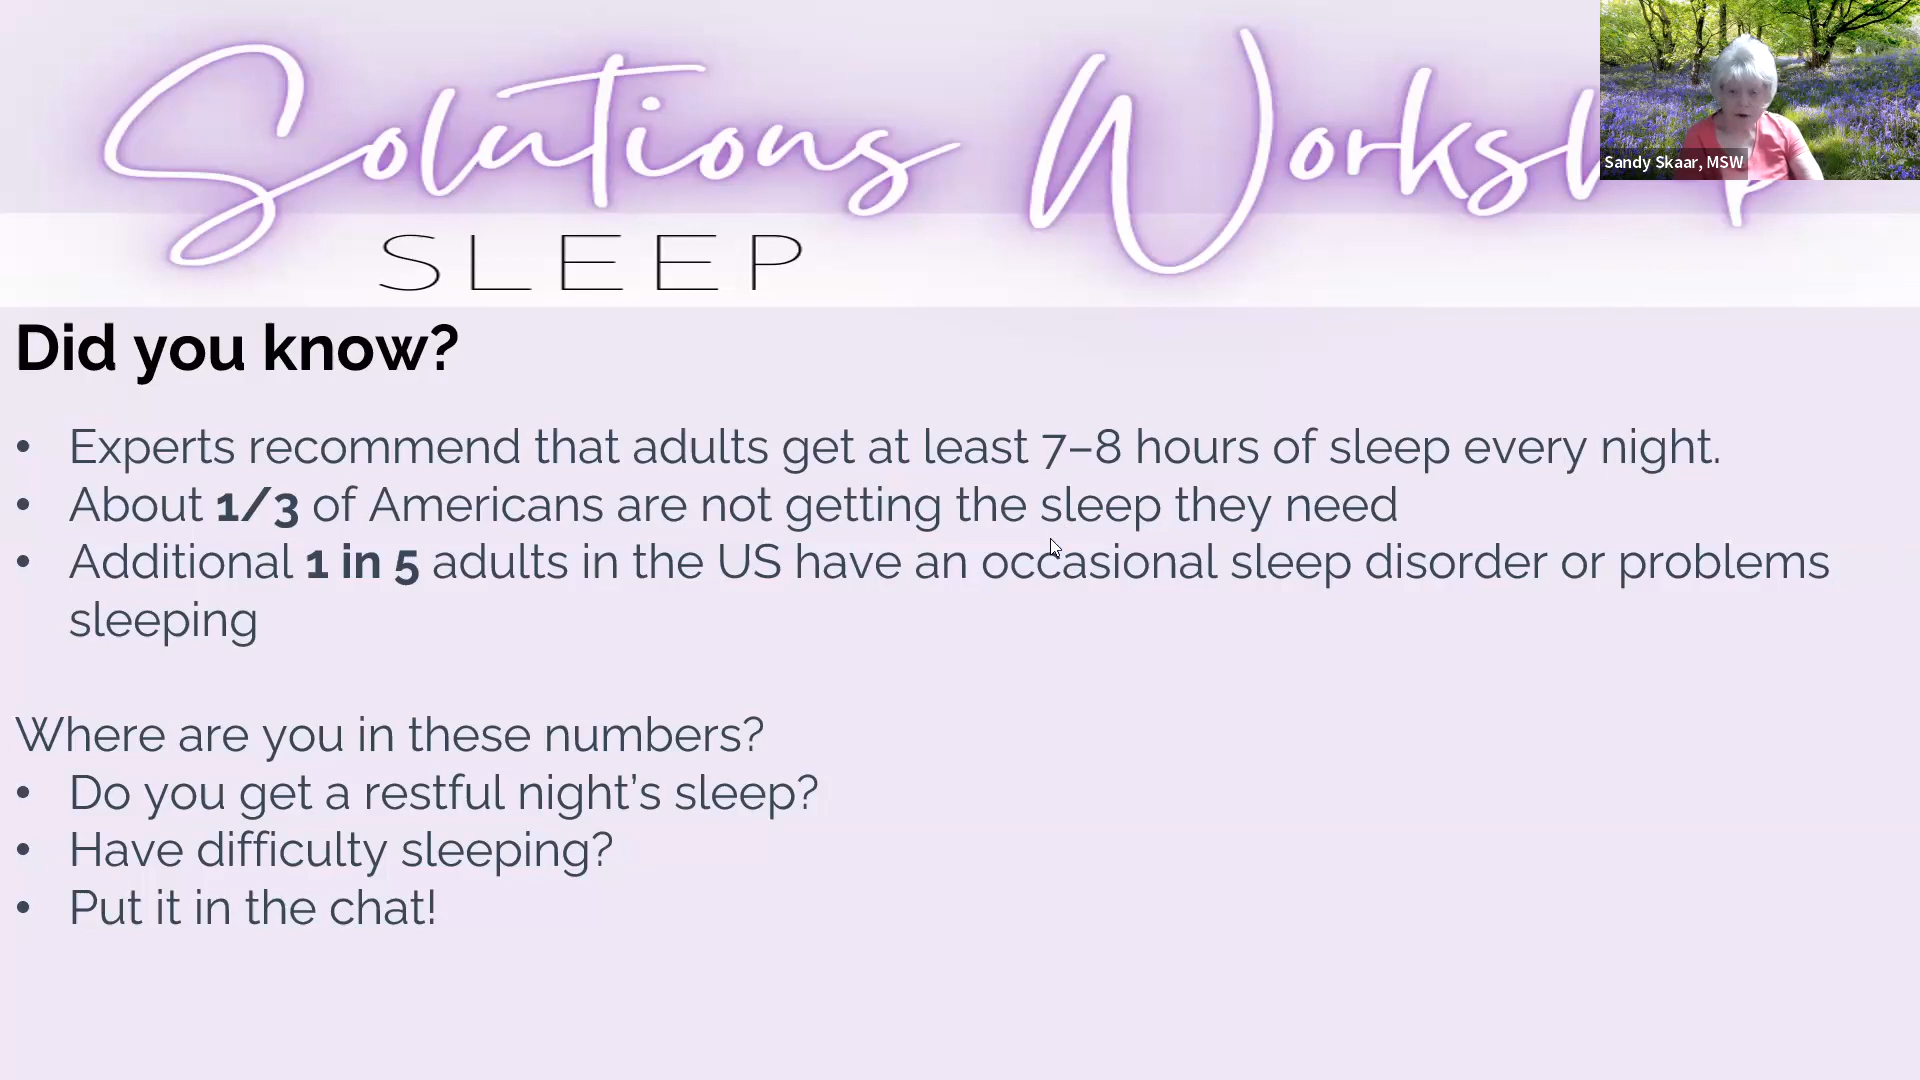 Solutions Worksh p
Sandy Skaar, MSW
SLEEP
Did you know?
• Experts recommend that adults get at least 7–8 hours of sleep every night.
• About 1/3 of Americans are not getting the sleep they need
• Additional 1 in 5 adults in the US have an occasional sleep disorder or problems
sleeping
Where are you in these numbers?
• Do you get a restful night's sleep?
• Have difficulty sleeping?
• Put it in the chat!